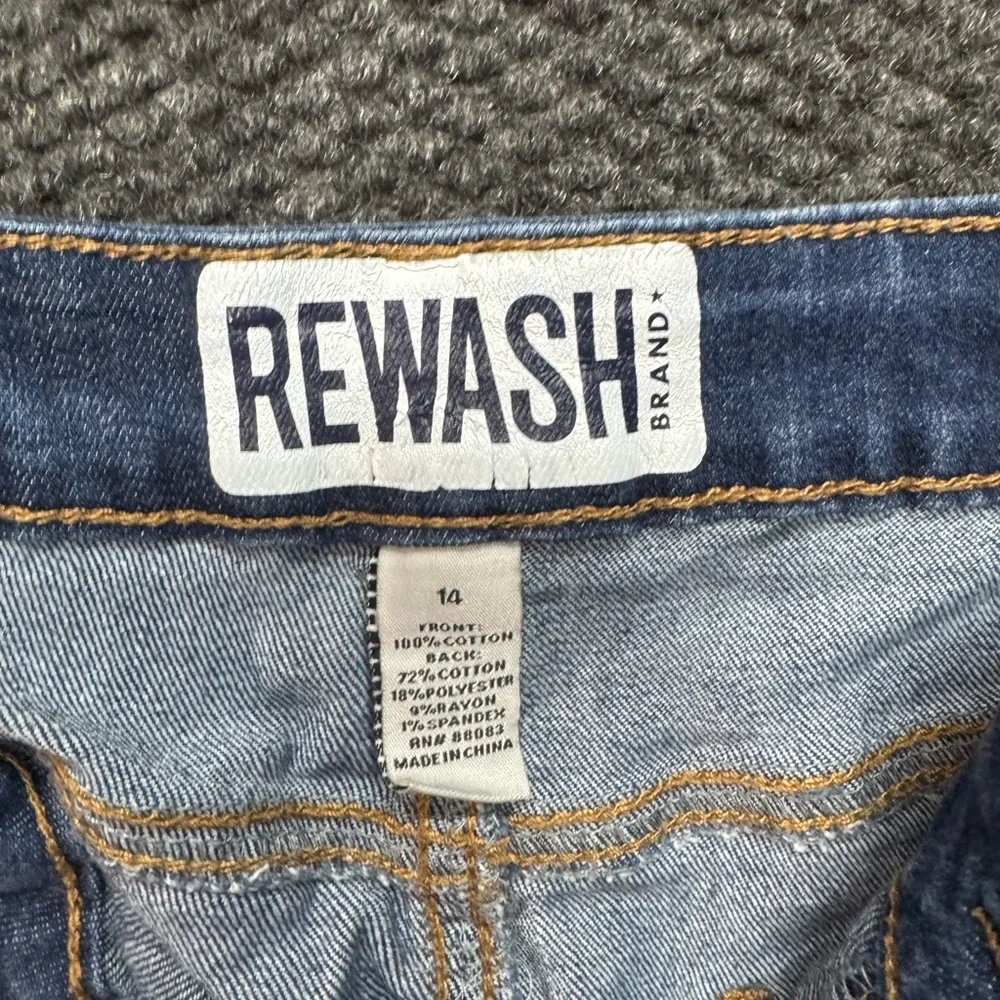 REWASH
BRAND★
14
FRONT:
100%COTTON
BACK:
72%COTTON
18%POLYESTER
9%RAYON
1%SPANDEX
RN# 88083
MADE IN CHINA